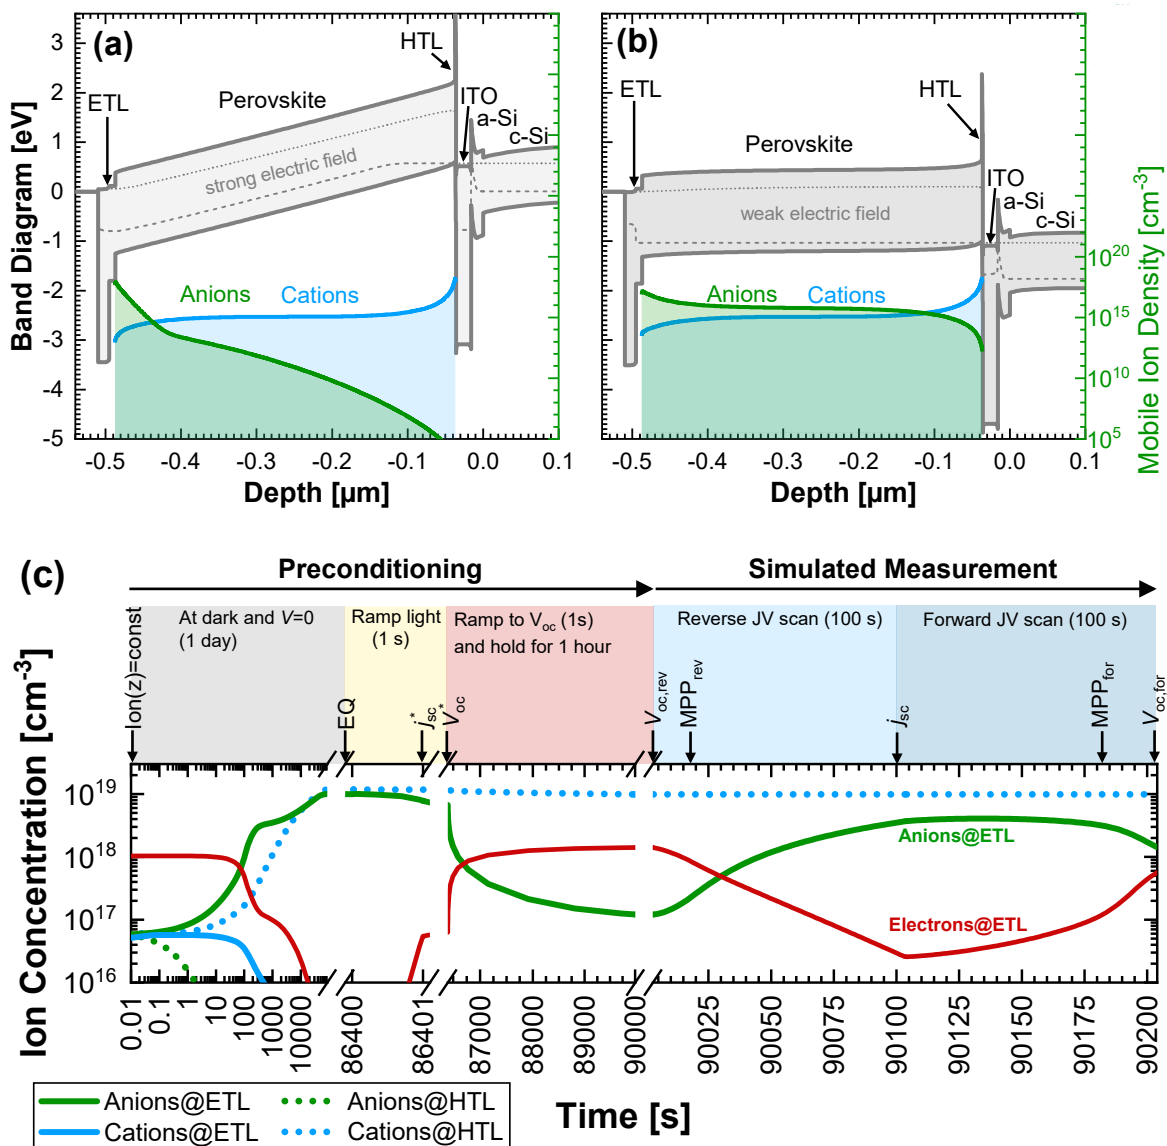 (a)
HTL
ETL
Perovskite
ITO
a-Si
c-Si
strong electric field
Anions
Cations
Band Diagram [eV]
3
2
1
0
-1
-2
-3
-4
-5
-0.5
-0.4
-0.3
-0.2
-0.1
0.0
0.1
Depth [µm]
(b)
ETL
HTL
Perovskite
ITO
a-Si
c-Si
weak electric field
Anions
Cations
10^20
10^15
10^10
10^5
Mobile Ion Density [cm^-3]
-0.5
-0.4
-0.3
-0.2
-0.1
0.0
0.1
Depth [µm]
(c)
Preconditioning
Simulated Measurement
Ion(z)=const
At dark and V=0
(1 day)
EQ
Ramp light
(1 s)
j_sc*
V_oc*
Ramp to V_oc (1s)
and hold for 1 hour
V_oc,rev
MPP_rev
Reverse JV scan (100 s)
j_sc
Forward JV scan (100 s)
MPP_for
V_oc,for
Ion Concentration [cm^-3]
10^19
10^18
10^17
10^16
Anions@ETL
Electrons@ETL
0.01
0.1
1
10
100
1000
10000
86400
86401
87000
88000
89000
90000
90025
90050
90075
90100
90125
90150
90175
90200
Time [s]
Anions@ETL
Anions@HTL
Cations@ETL
Cations@HTL